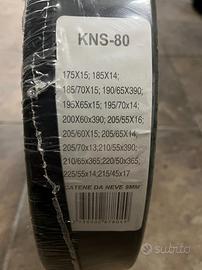 KNS-80
175X15; 185X14;
185/70X15; 190/65X390;
195X65x15; 195/70x14;
200X60x390; 205/55X16;
205/60X15; 205/65X14;
205/70x13; 210/55x390;
210/65x365; 220/50x365;
225/55x14; 215/45x17
CATENE DA NEVE 9MM
subito